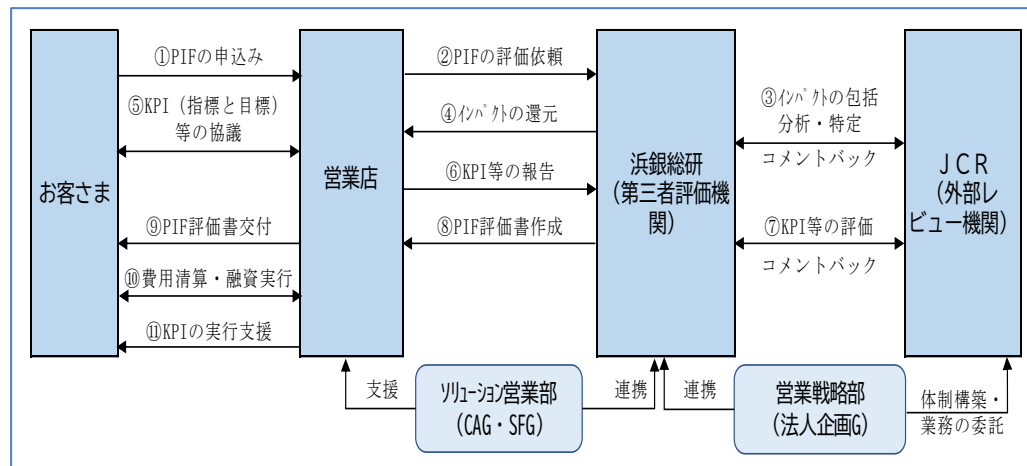 お客さま
①PIFの申込み
⑤KPI（指標と目標）
等の協議
⑨PIF評価書交付
⑩費用清算・融資実行
⑪KPIの実行支援
営業店
②PIFの評価依頼
④ｲﾝﾊﾟｸﾄの還元
⑥KPI等の報告
⑧PIF評価書作成
浜銀総研
（第三者評価機
関）
③ｲﾝﾊﾟｸﾄの包括
分析・特定
コメントバック
⑦KPI等の評価
コメントバック
ＪＣＲ
（外部レ
ビュー機
関）
支援
ｿﾘｭｰｼｮﾝ営業部
（CAG・SFG）
連携
連携
営業戦略部
（法人企画G）
体制構築・
業務の委託